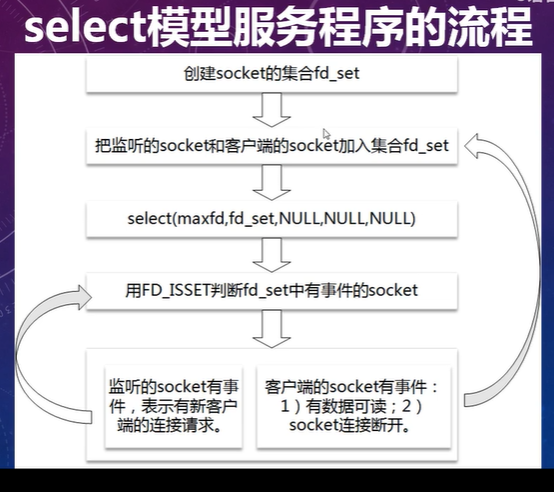 select模型服务程序的流程
创建socket的集合fd_set
把监听的socket和客户端的socket加入集合fd_set
select(maxfd,fd_set,NULL,NULL,NULL)
用FD_ISSET判断fd_set中有事件的socket
监听的socket有事
件，表示有新客户
端的连接请求。
客户端的socket有事件：
1）有数据可读；2）
socket连接断开。